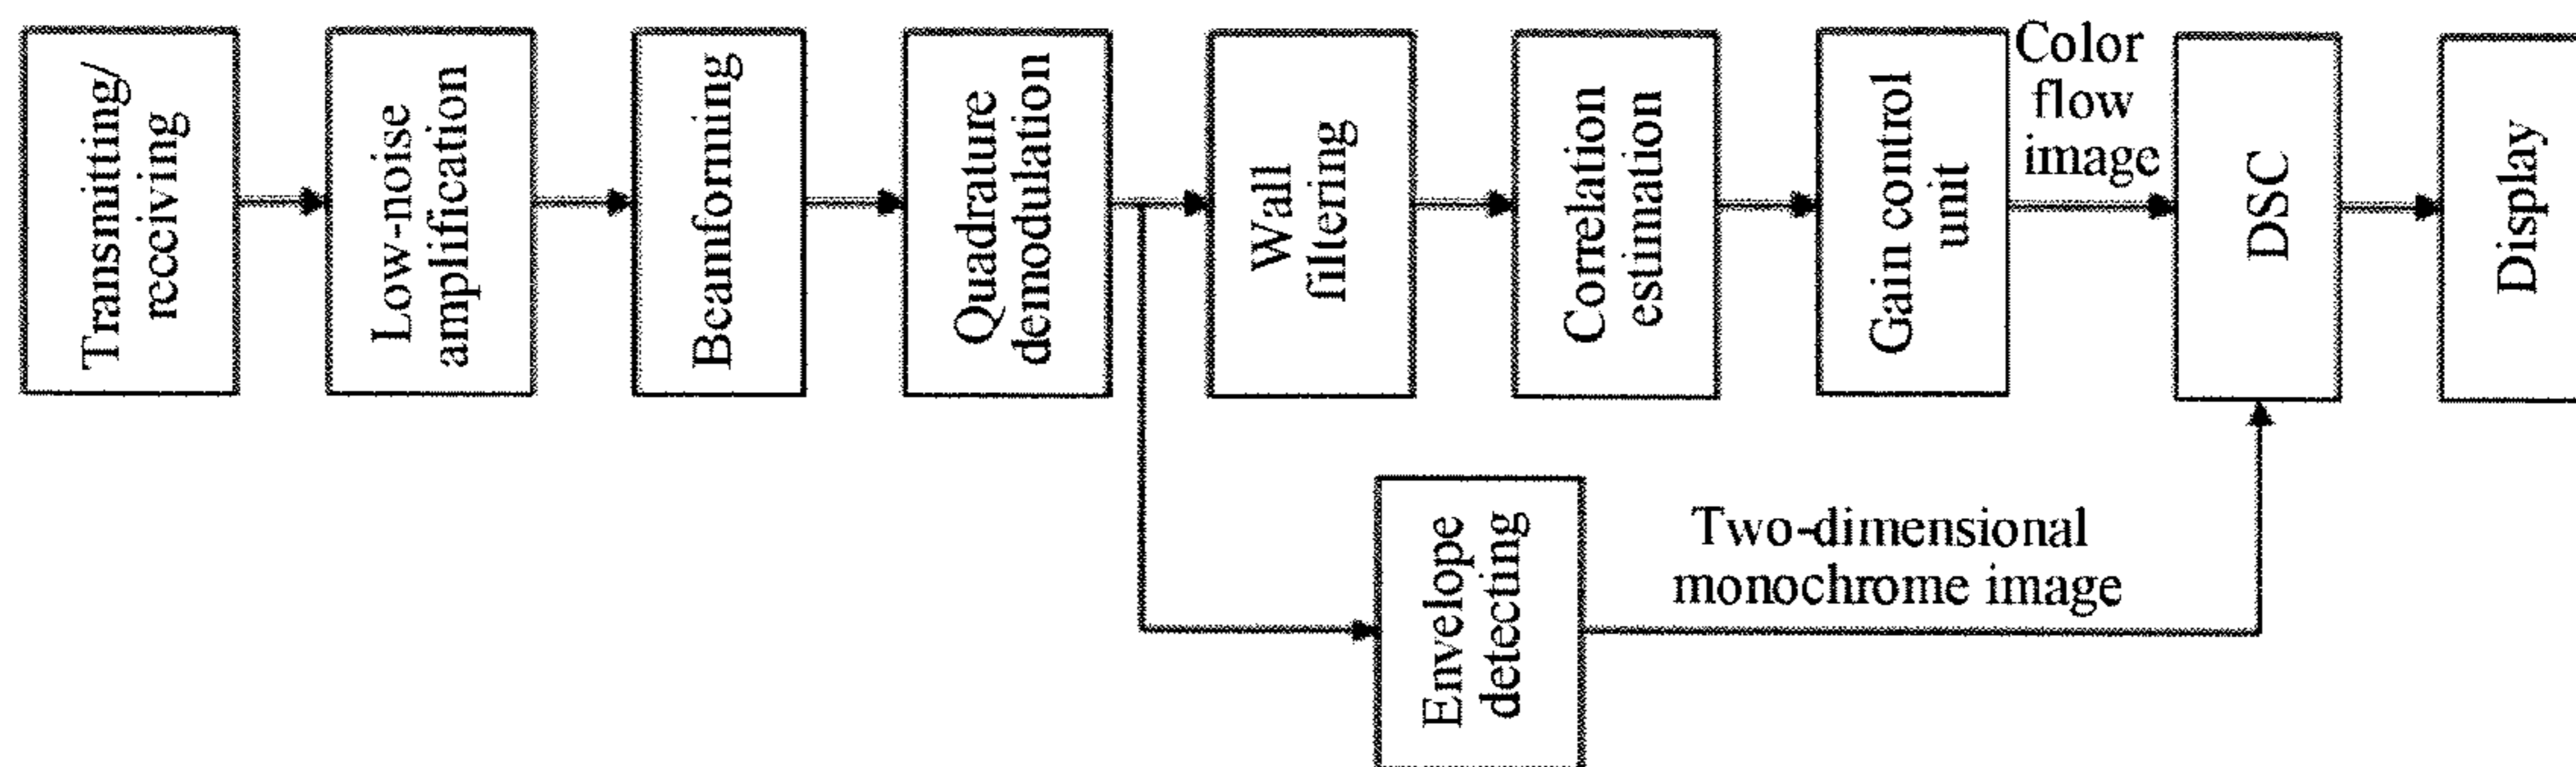 Transmitting/
receiving
Low-noise
amplification
Beamforming
Quadrature
demodulation
Wall
filtering
Correlation
estimation
Gain control
unit
Color
flow
image
DSC
Display
Envelope
detecting
Two-dimensional
monochrome image